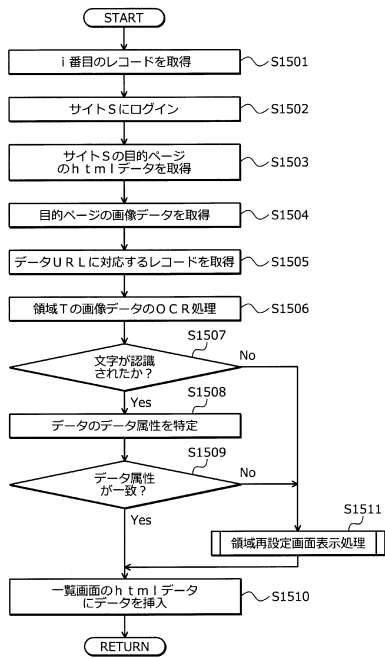 START
i番目のレコードを取得
S1501
サイトSにログイン
S1502
サイトSの目的ページ
のhtmlデータを取得
S1503
目的ページの画像データを取得
S1504
データURLに対応するレコードを取得
S1505
領域Tの画像データのOCR処理
S1506
S1507
文字が認識
されたか?
No
Yes
S1508
データのデータ属性を特定
S1509
データ属性
が一致?
No
Yes
S1511
領域再設定画面表示処理
一覧画面のhtmlデータ
にデータを挿入
S1510
RETURN